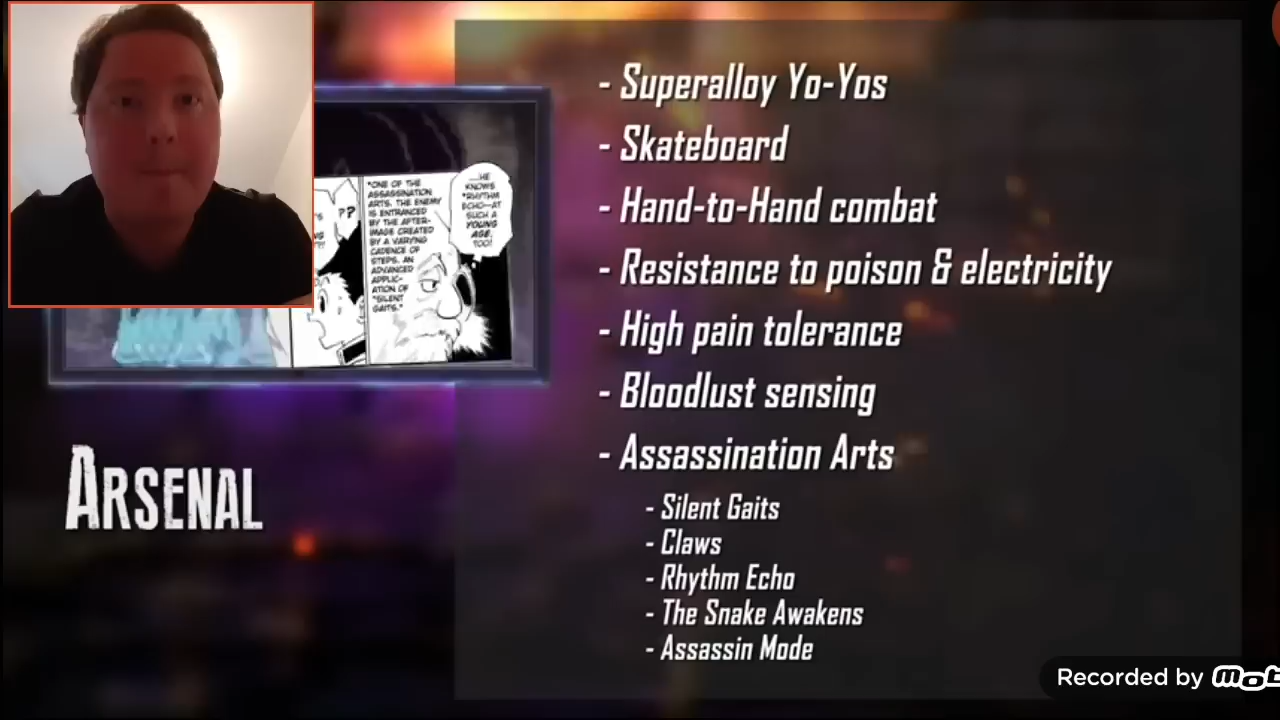 - Superalloy Yo-Yos
- Skateboard
- Hand-to-Hand combat
- Resistance to poison & electricity
- High pain tolerance
- Bloodlust sensing
- Assassination Arts
- Silent Gaits
- Claws
- Rhythm Echo
- The Snake Awakens
- Assassin Mode
??
"ONE OF THE
ASSASSINATION
ARTS. THE ENEMY
IS ENTRANCED
BY THE AFTER-
IMAGE CREATED
BY A VARYING
CADENCE OF
STEPS. AN
ADVANCED
APPLIC-
ATION OF
"SILENT
GAITS."
...HE
KNOWS
"RHYTHM
ECHO—AT
SUCH A
YOUNG
AGE,
TOO!
ARSENAL
Recorded by